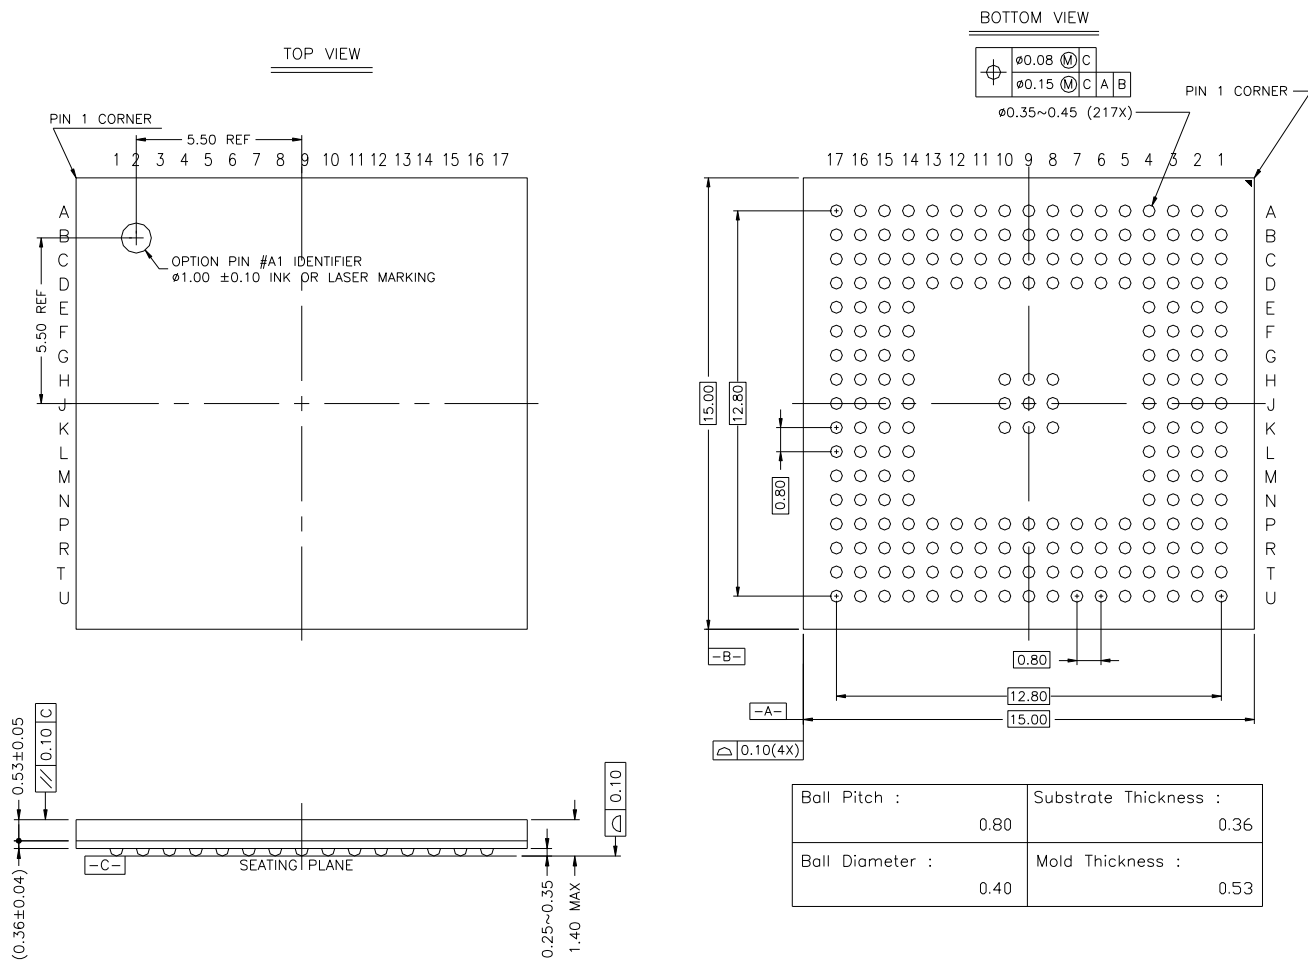 TOP VIEW
PIN 1 CORNER
5.50 REF
1 2 3 4 5 6 7 8 9 10 11 12 13 14 15 16 17
A
B
C
D
E
F
G
H
J
K
L
M
N
P
R
T
U
5.50 REF
OPTION PIN #A1 IDENTIFIER
ø1.00 ±0.10 INK OR LASER MARKING
BOTTOM VIEW
ø0.08 Ⓜ C
ø0.15 Ⓜ C A B
ø0.35~0.45 (217X)
PIN 1 CORNER
17 16 15 14 13 12 11 10 9 8 7 6 5 4 3 2 1
A
B
C
D
E
F
G
H
J
K
L
M
N
P
R
T
U
15.00
12.80
0.80
-B-
0.80
12.80
-A-
15.00
0.10(4X)
0.53±0.05
// 0.10 C
(0.36±0.04)
-C-
SEATING PLANE
0.25~0.35
1.40 MAX
0.10
Ball Pitch :
0.80
Substrate Thickness :
0.36
Ball Diameter :
0.40
Mold Thickness :
0.53